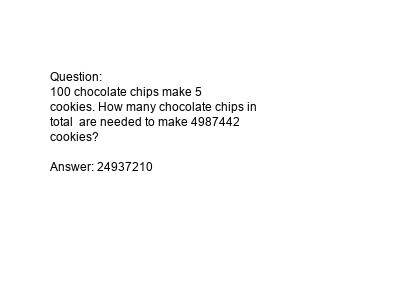 Question:
100 chocolate chips make 5
cookies. How many chocolate chips in
total  are needed to make 4987442
cookies?

Answer: 24937210